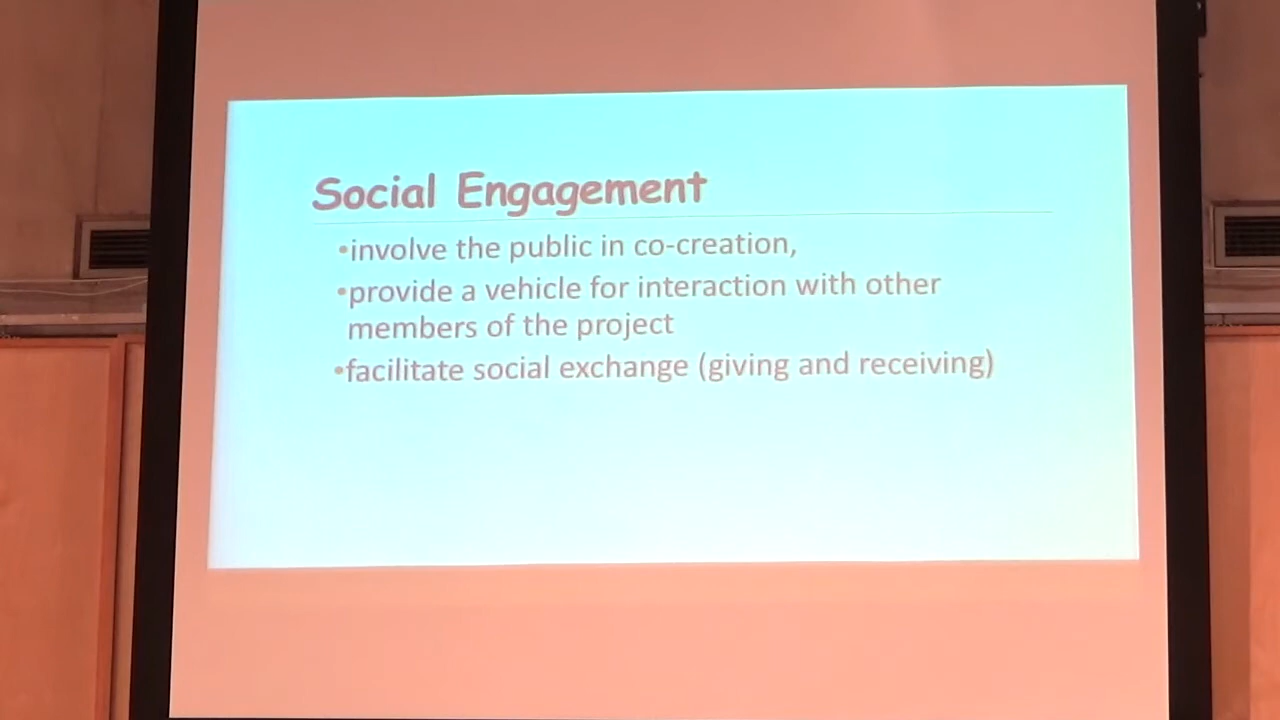 Social Engagement
•involve the public in co-creation,
•provide a vehicle for interaction with other
members of the project
•facilitate social exchange (giving and receiving)